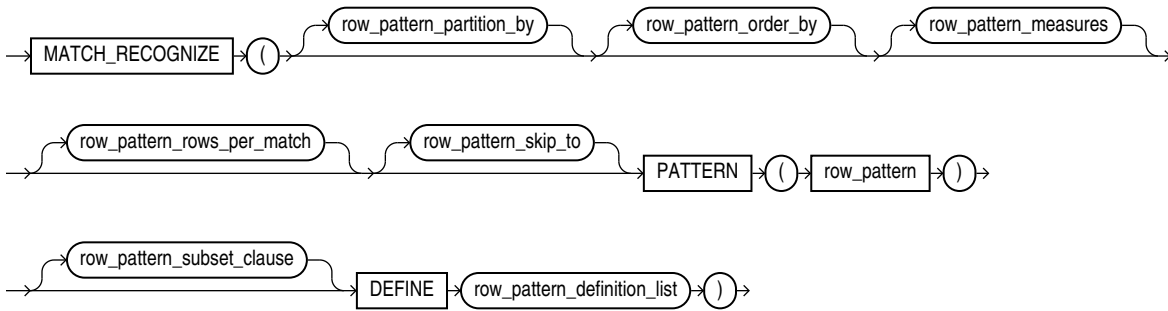 row_pattern_partition_by row_pattern_order_by row_pattern_measures
MATCH_RECOGNIZE (
row_pattern_rows_per_match row_pattern_skip_to
PATTERN ( row_pattern )
row_pattern_subset_clause
DEFINE row_pattern_definition_list )